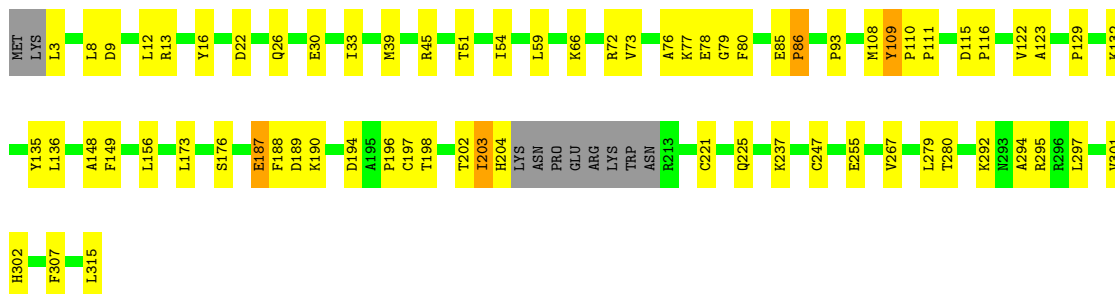 MET LYS L3 L8 D9 L12 R13 Y16 D22 Q26 E30 I33 M39 R45 T51 I54 L59 K66 R72 V73 A76 K77 E78 G79 F80 E85 P86 P93 M108 Y109 P110 P111 D115 P116 V122 A123 P129 K132
Y135 L136 A148 F149 L156 L173 S176 E187 F188 D189 K190 D194 A195 P196 C197 T198 T202 I203 H204 LYS ASN PRO GLU ARG LYS TRP ASN R213 C221 Q225 K237 C247 E255 V267 L279 T280 K292 N293 A294 R295 R296 L297
H302 F307 L315